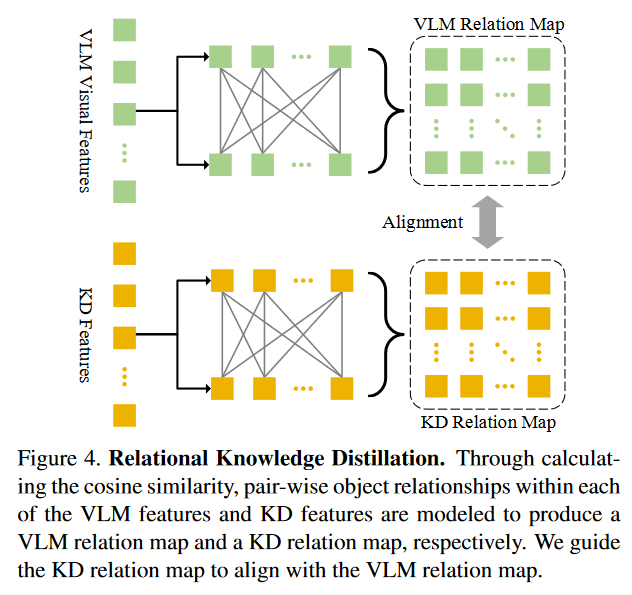 VLM Relation Map
VLM Visual Features
Alignment
KD Features
KD Relation Map
Figure 4. Relational Knowledge Distillation. Through calculat-
ing the cosine similarity, pair-wise object relationships within each
of the VLM features and KD features are modeled to produce a
VLM relation map and a KD relation map, respectively. We guide
the KD relation map to align with the VLM relation map.